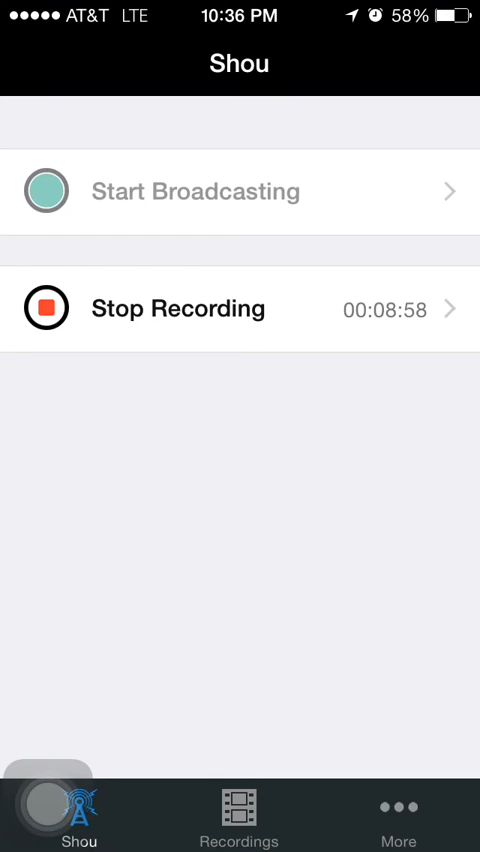 AT&T LTE 10:36 PM 58%
Shou
Start Broadcasting
Stop Recording 00:08:58
Shou Recordings More